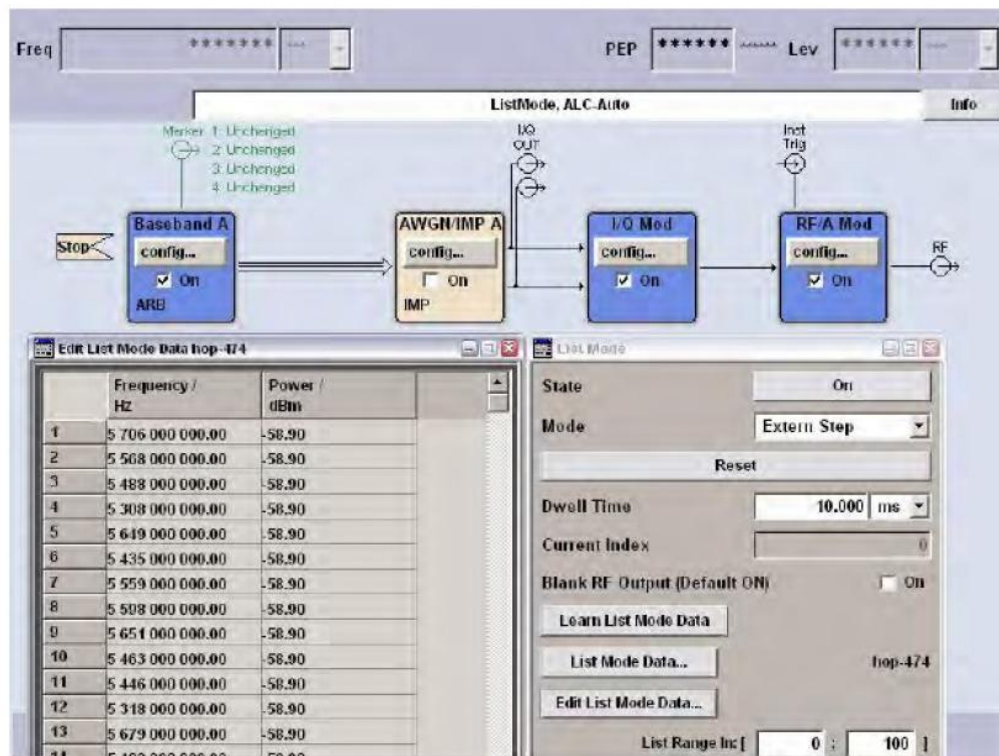 Freq ******* --- PEP ****** ------ Lev ****** ---
ListMode, ALC-Auto Info
Marker 1: Unchanged
2: Unchanged
3: Unchanged
4: Unchanged
I/Q
OUT
Inst
Trig
Stop
Baseband A
config...
On
ARB
AWGN/IMP A
config...
On
IMP
I/Q Mod
config...
On
RF/A Mod
config...
On
RF
Edit List Mode Data hop-474
Frequency / Hz Power / dBm
1 5 706 000 000.00 -58.90
2 5 568 000 000.00 -58.90
3 5 488 000 000.00 -58.90
4 5 308 000 000.00 -58.90
5 5 649 000 000.00 -58.90
6 5 435 000 000.00 -58.90
7 5 559 000 000.00 -58.90
8 5 598 000 000.00 -58.90
9 5 651 000 000.00 -58.90
10 5 463 000 000.00 -58.90
11 5 446 000 000.00 -58.90
12 5 318 000 000.00 -58.90
13 5 679 000 000.00 -58.90
List Mode
State On
Mode Extern Step
Reset
Dwell Time 10.000 ms
Current Index 0
Blank RF Output (Default ON) On
Learn List Mode Data
List Mode Data... hop-474
Edit List Mode Data...
List Range In: [ 0 : 100 ]